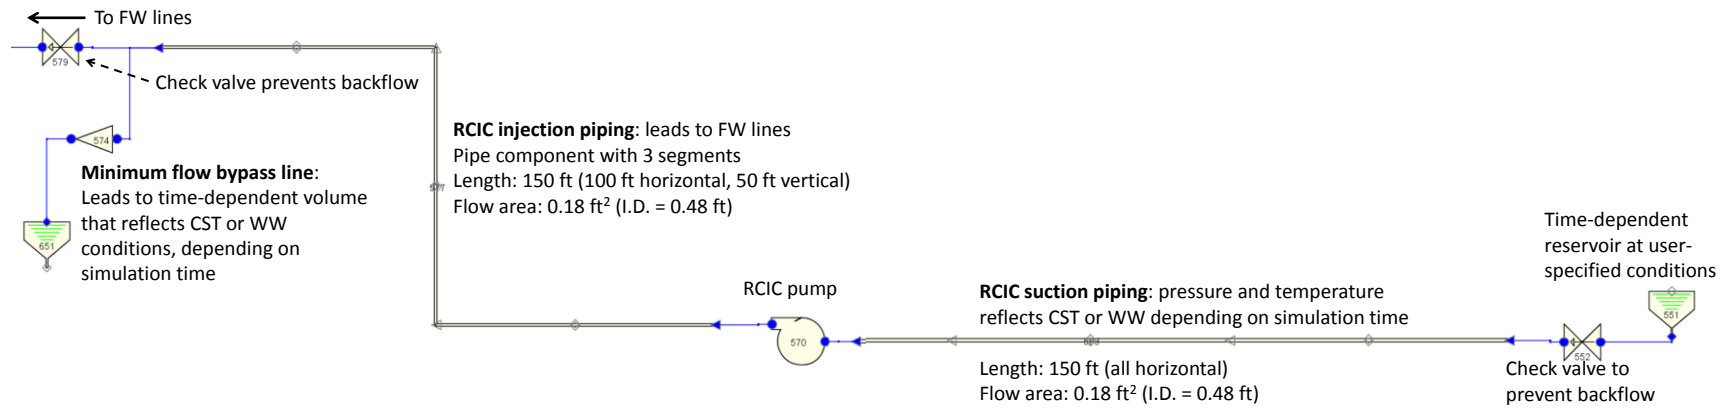 To FW lines
579
Check valve prevents backflow
574
Minimum flow bypass line:
Leads to time-dependent volume
that reflects CST or WW
conditions, depending on
simulation time
651
RCIC injection piping: leads to FW lines
Pipe component with 3 segments
Length: 150 ft (100 ft horizontal, 50 ft vertical)
Flow area: 0.18 ft² (I.D. = 0.48 ft)
RCIC pump
570
RCIC suction piping: pressure and temperature
reflects CST or WW depending on simulation time
Length: 150 ft (all horizontal)
Flow area: 0.18 ft² (I.D. = 0.48 ft)
Time-dependent
reservoir at user-
specified conditions
551
552
Check valve to
prevent backflow